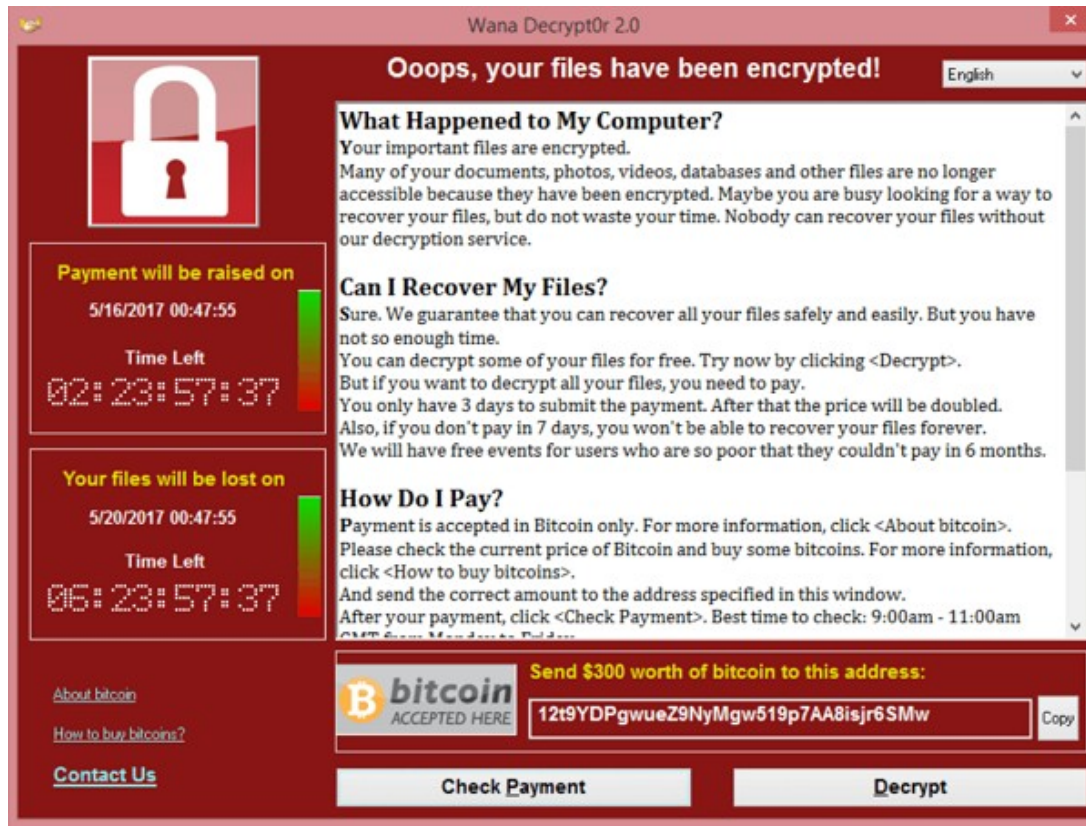 Wana Decrypt0r 2.0
Ooops, your files have been encrypted!
English
What Happened to My Computer?
Your important files are encrypted.
Many of your documents, photos, videos, databases and other files are no longer
accessible because they have been encrypted. Maybe you are busy looking for a way to
recover your files, but do not waste your time. Nobody can recover your files without
our decryption service.
Can I Recover My Files?
Sure. We guarantee that you can recover all your files safely and easily. But you have
not so enough time.
You can decrypt some of your files for free. Try now by clicking <Decrypt>.
But if you want to decrypt all your files, you need to pay.
You only have 3 days to submit the payment. After that the price will be doubled.
Also, if you don't pay in 7 days, you won't be able to recover your files forever.
We will have free events for users who are so poor that they couldn't pay in 6 months.
How Do I Pay?
Payment is accepted in Bitcoin only. For more information, click <About bitcoin>.
Please check the current price of Bitcoin and buy some bitcoins. For more information,
click <How to buy bitcoins>.
And send the correct amount to the address specified in this window.
After your payment, click <Check Payment>. Best time to check: 9:00am - 11:00am
GMT from Monday to Friday
Payment will be raised on
5/16/2017 00:47:55
Time Left
02:23:57:37
Your files will be lost on
5/20/2017 00:47:55
Time Left
06:23:57:37
About bitcoin
How to buy bitcoins?
Contact Us
bitcoin
ACCEPTED HERE
Send $300 worth of bitcoin to this address:
12t9YDPgwueZ9NyMgw519p7AA8isjr6SMw
Copy
Check Payment
Decrypt